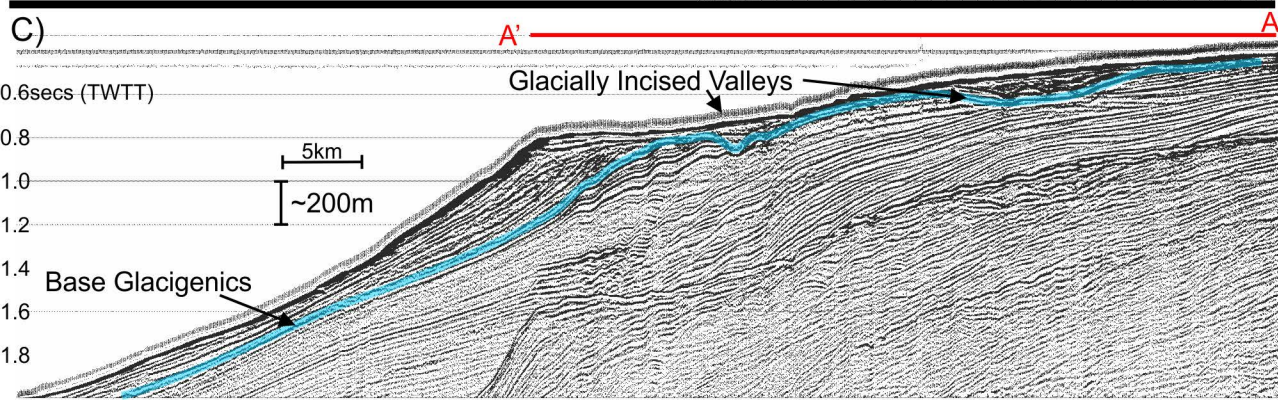 C)
A'
A
Glacially Incised Valleys
0.6secs (TWTT)
0.8
5km
1.0
~200m
1.2
1.4
Base Glacigenics
1.6
1.8